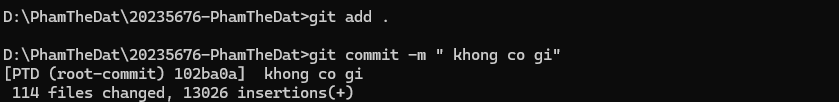 D:\PhamTheDat\20235676-PhamTheDat>git add .
D:\PhamTheDat\20235676-PhamTheDat>git commit -m " khong co gi"
[PTD (root-commit) 102ba0a]  khong co gi
 114 files changed, 13026 insertions(+)